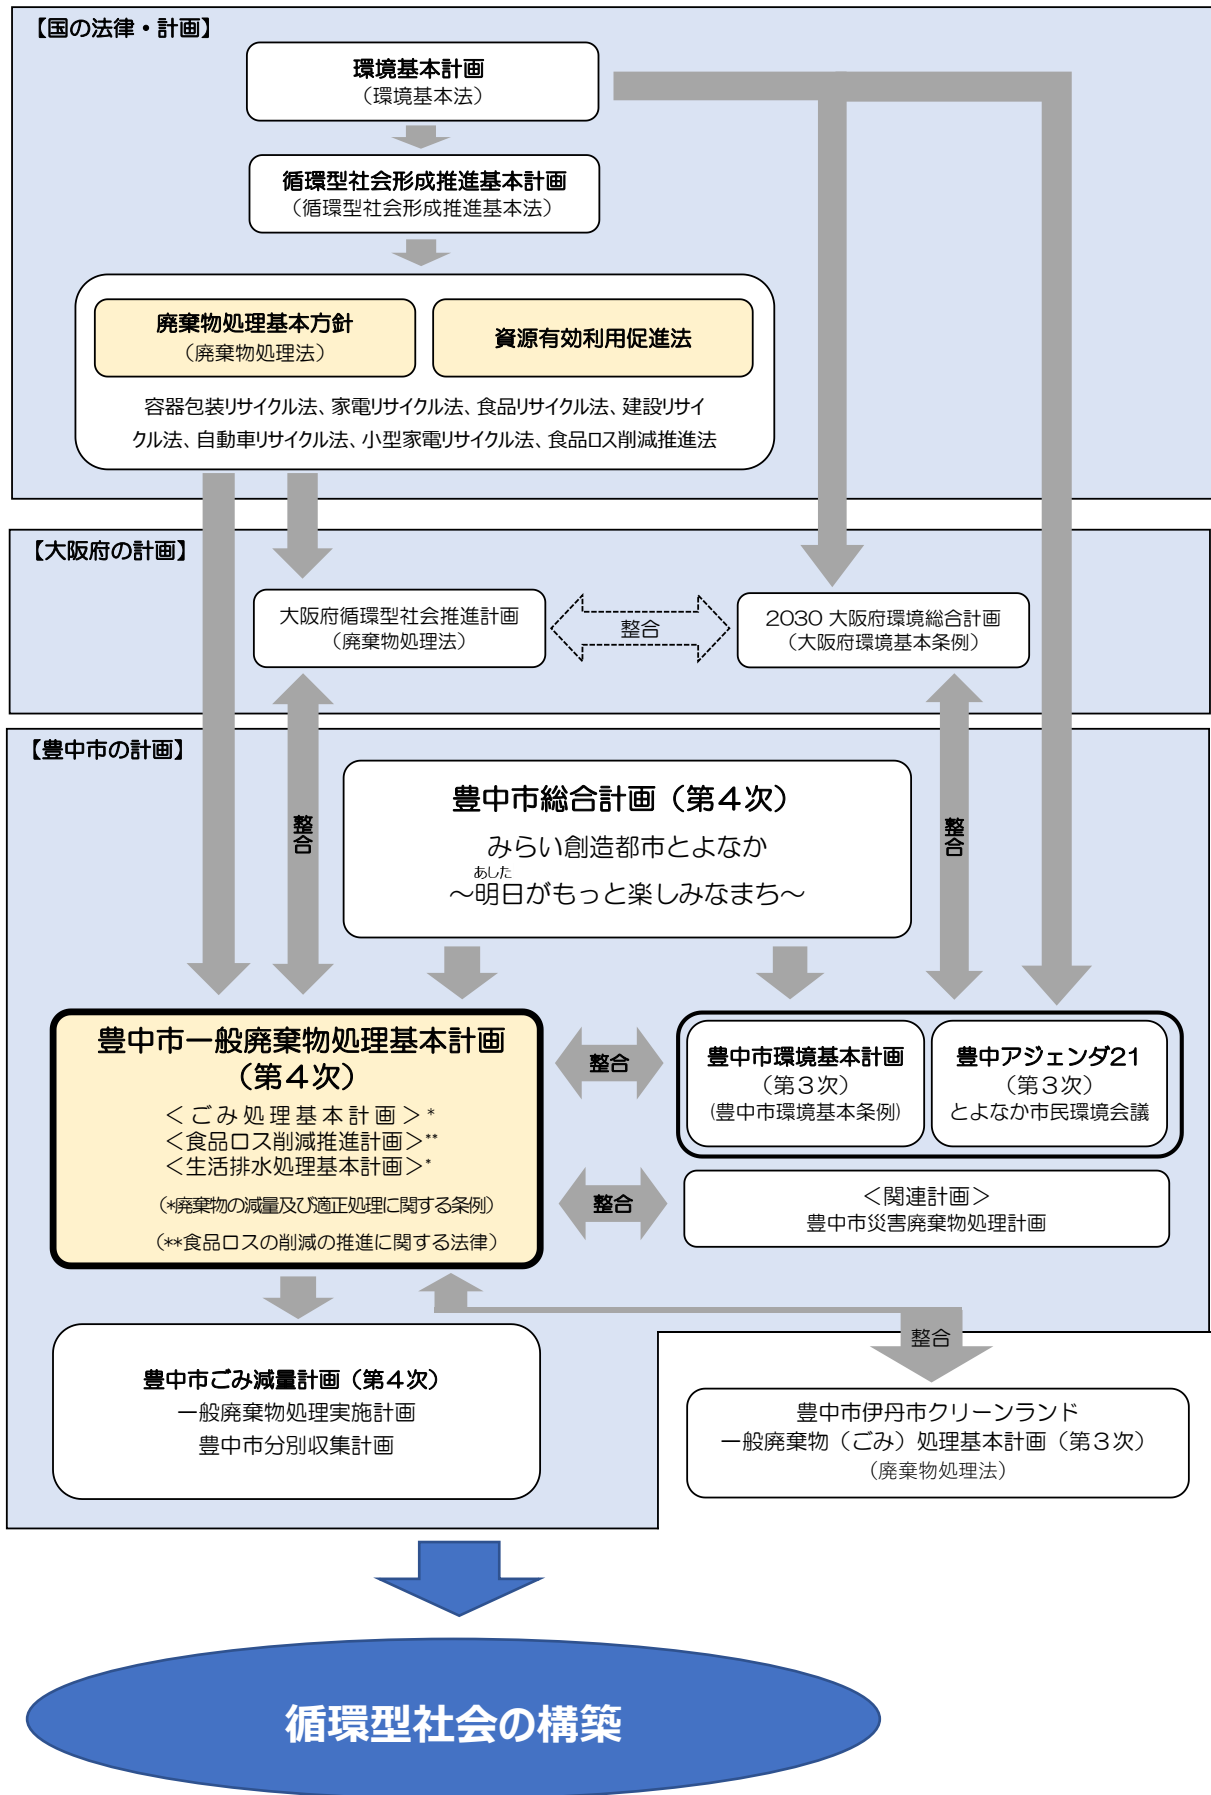 【国の法律・計画】
環境基本計画
（環境基本法）
循環型社会形成推進基本計画
（循環型社会形成推進基本法）
廃棄物処理基本方針
（廃棄物処理法）
資源有効利用促進法
容器包装リサイクル法、家電リサイクル法、食品リサイクル法、建設リサイ
クル法、自動車リサイクル法、小型家電リサイクル法、食品ロス削減推進法
【大阪府の計画】
大阪府循環型社会推進計画
（廃棄物処理法）
整合
2030 大阪府環境総合計画
（大阪府環境基本条例）
【豊中市の計画】
整合
豊中市総合計画（第４次）
みらい創造都市とよなか
あした
～明日がもっと楽しみなまち～
整合
豊中市一般廃棄物処理基本計画
（第４次）
＜ごみ処理基本計画＞*
＜食品ロス削減推進計画＞**
＜生活排水処理基本計画＞*
（*廃棄物の減量及び適正処理に関する条例）
（**食品ロスの削減の推進に関する法律）
整合
豊中市環境基本計画
（第３次）
(豊中市環境基本条例)
豊中アジェンダ21
（第３次）
とよなか市民環境会議
整合
＜関連計画＞
豊中市災害廃棄物処理計画
整合
豊中市ごみ減量計画（第４次）
一般廃棄物処理実施計画
豊中市分別収集計画
豊中市伊丹市クリーンランド
一般廃棄物（ごみ）処理基本計画（第３次）
（廃棄物処理法）
循環型社会の構築